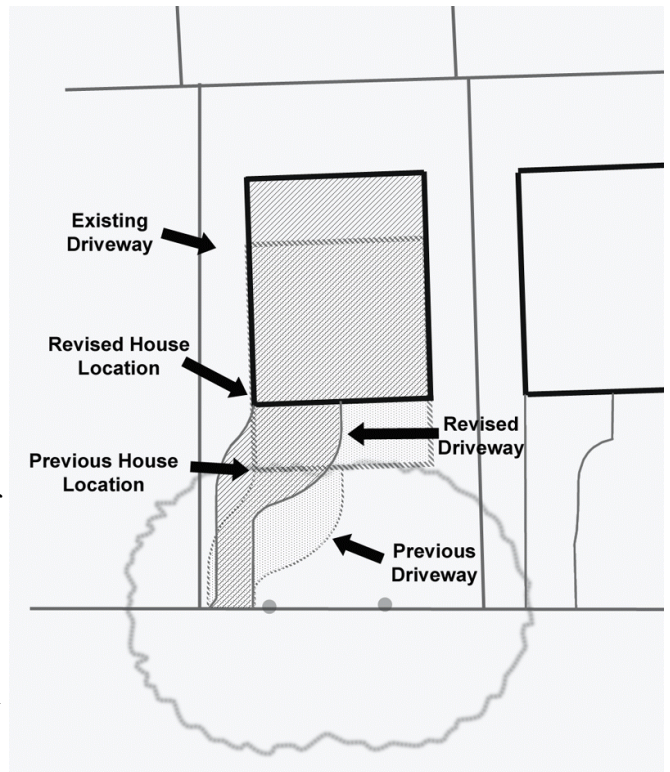 Existing
Driveway
Revised House
Location
Revised
Driveway
Previous House
Location
Previous
Driveway